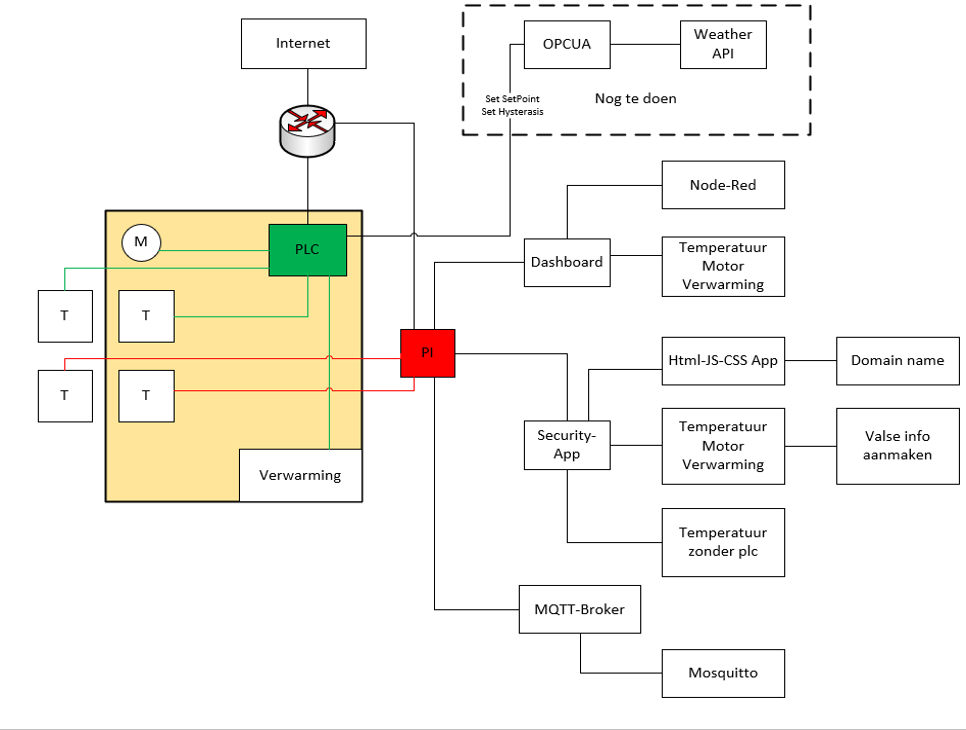 Internet
OPCUA
Weather
API
Set SetPoint
Set Hysterasis
Nog te doen
Node-Red
M
PLC
Dashboard
Temperatuur
Motor
Verwarming
T
T
PI
Html-JS-CSS App
Domain name
T
T
Security-
App
Temperatuur
Motor
Verwarming
Valse info
aanmaken
Verwarming
Temperatuur
zonder plc
MQTT-Broker
Mosquitto